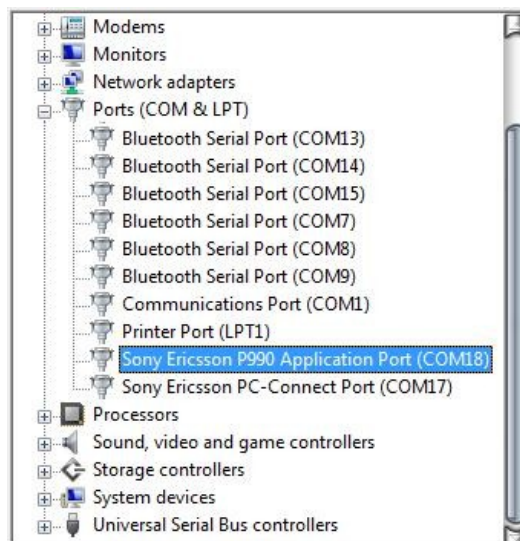 Modems
Monitors
Network adapters
Ports (COM & LPT)
Bluetooth Serial Port (COM13)
Bluetooth Serial Port (COM14)
Bluetooth Serial Port (COM15)
Bluetooth Serial Port (COM7)
Bluetooth Serial Port (COM8)
Bluetooth Serial Port (COM9)
Communications Port (COM1)
Printer Port (LPT1)
Sony Ericsson P990 Application Port (COM18)
Sony Ericsson PC-Connect Port (COM17)
Processors
Sound, video and game controllers
Storage controllers
System devices
Universal Serial Bus controllers